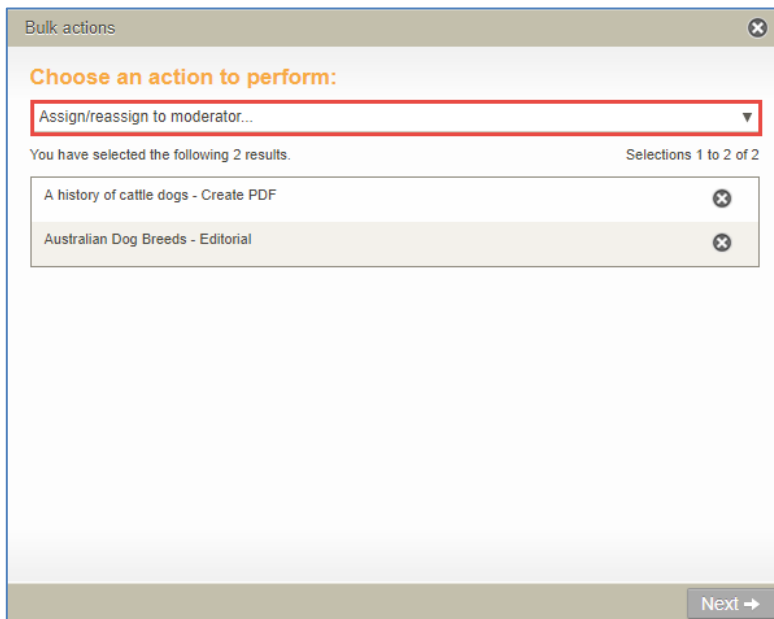 Bulk actions
Choose an action to perform:
Assign/reassign to moderator...
You have selected the following 2 results. Selections 1 to 2 of 2
A history of cattle dogs - Create PDF
Australian Dog Breeds - Editorial
Next